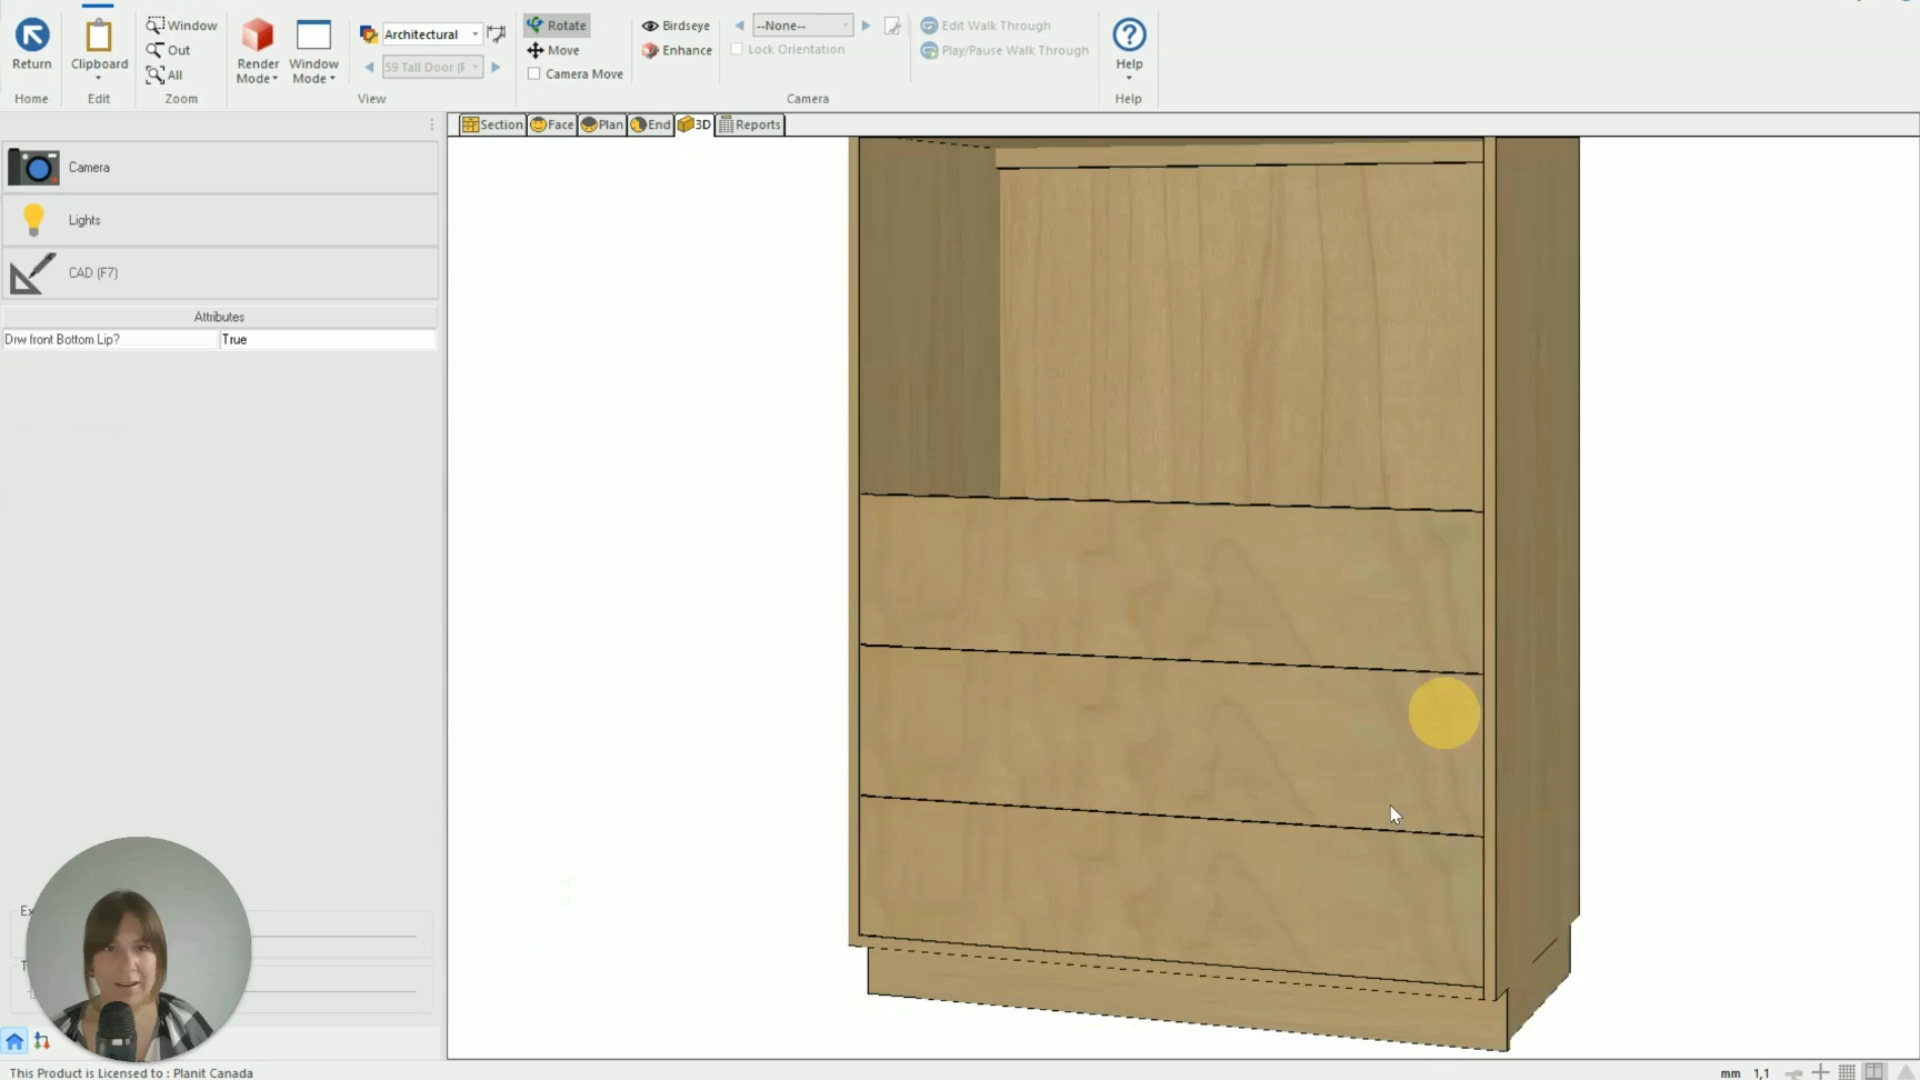 Return
Home
Clipboard
Edit
Window
Out
All
Zoom
Render
Mode
Window
Mode
Architectural
59 Tall Door (F
View
Rotate
Move
Camera Move
Birdseye
Enhance
--None--
Lock Orientation
Edit Walk Through
Play/Pause Walk Through
Camera
Help
Help
Section
Face
Plan
End
3D
Reports
Camera
Lights
CAD (F7)
Attributes
Drw front Bottom Lip? True
This Product is Licensed to : Planit Canada
mm 1,1